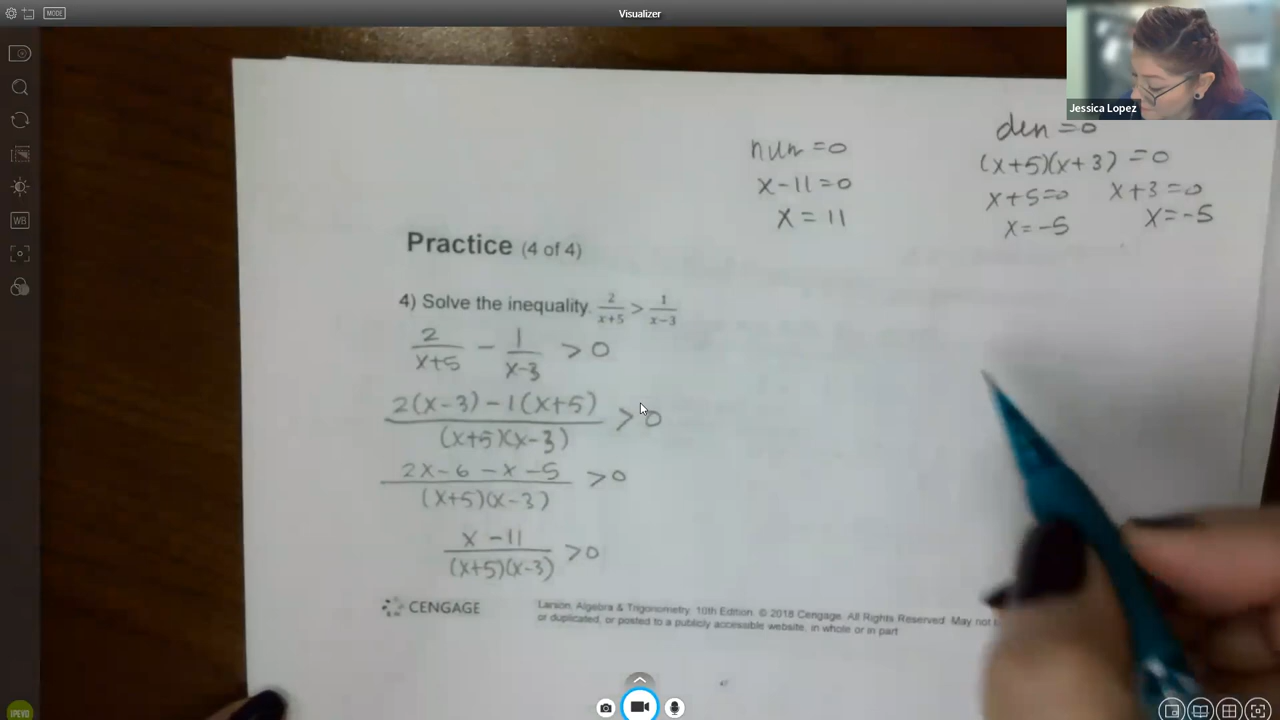 Visualizer
MODE
Jessica Lopez
WB
num = 0
x - 11 = 0
x = 11
den = 0
(x+5)(x+3) = 0
x+5=0 x+3=0
x=-5 x=-5
Practice (4 of 4)
4) Solve the inequality. 2/(x+5) > 1/(x-3)
2/(x+5) - 1/(x-3) > 0
(2(x-3) - 1(x+5))/((x+5)(x-3)) > 0
(2x - 6 - x - 5)/((x+5)(x-3)) > 0
(x - 11)/((x+5)(x-3)) > 0
CENGAGE
Larson, Algebra & Trigonometry, 10th Edition. © 2018 Cengage. All Rights Reserved. May not
or duplicated, or posted to a publicly accessible website, in whole or in part
IPEVO